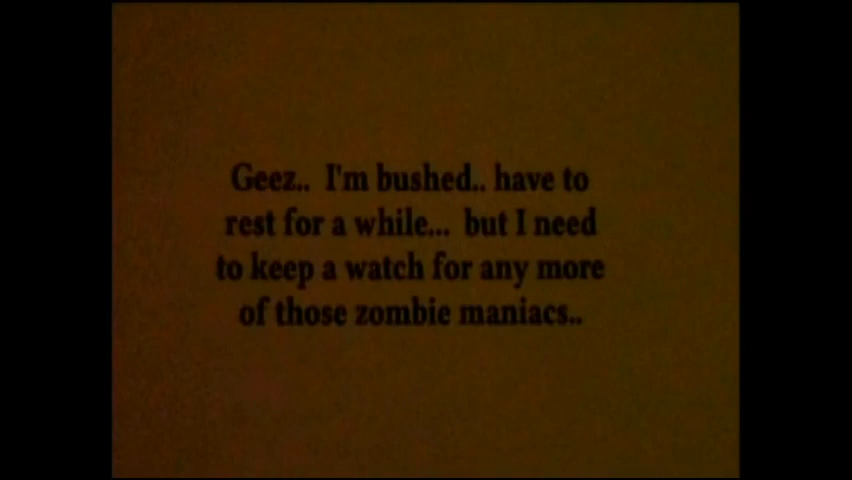 Geez..  I'm bushed.. have to
rest for a while...  but I need
to keep a watch for any more
of those zombie maniacs..